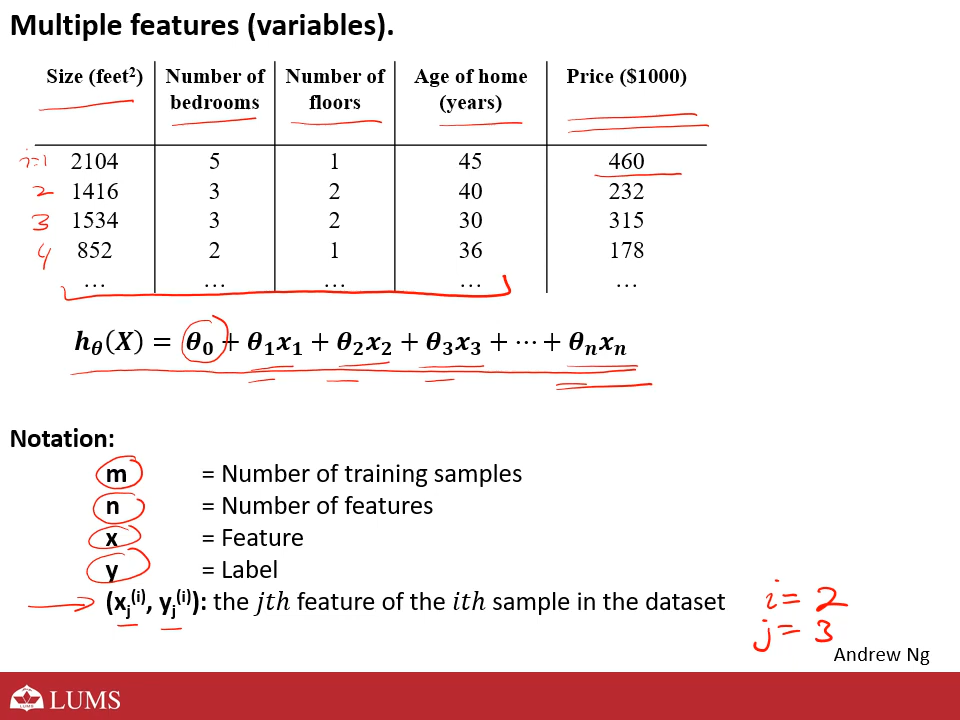 Multiple features (variables).
Size (feet²) Number of bedrooms Number of floors Age of home (years) Price ($1000)
i=1 2104 5 1 45 460
2 1416 3 2 40 232
3 1534 3 2 30 315
4 852 2 1 36 178
… … … … …
h_θ(X) = θ₀ + θ₁x₁ + θ₂x₂ + θ₃x₃ + ⋯ + θₙxₙ
Notation:
m = Number of training samples
n = Number of features
x = Feature
y = Label
(x_j^(i), y_j^(i)): the jth feature of the ith sample in the dataset
i = 2
j = 3
Andrew Ng
LUMS